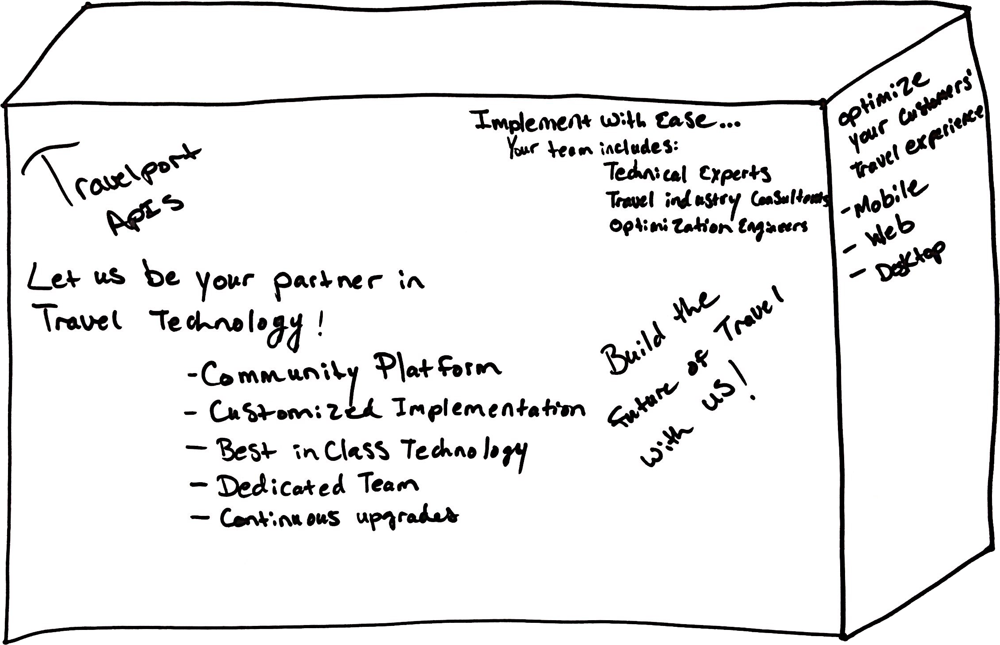 Travelport
APIs
Implement with Ease...
Your team includes:
Technical Experts
Travel industry Consultants
Optimization Engineers
Let us be your partner in
Travel Technology!
- Community Platform
- Customized Implementation
- Best in Class Technology
- Dedicated Team
- Continuous upgrades
Build the
Future of Travel
with us!
optimize
your customers'
travel experience
- Mobile
- Web
- Desktop